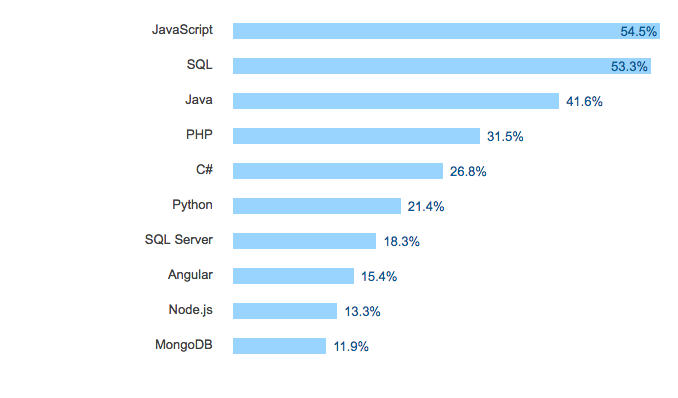 JavaScript 54.5%
SQL 53.3%
Java 41.6%
PHP 31.5%
C# 26.8%
Python 21.4%
SQL Server 18.3%
Angular 15.4%
Node.js 13.3%
MongoDB 11.9%